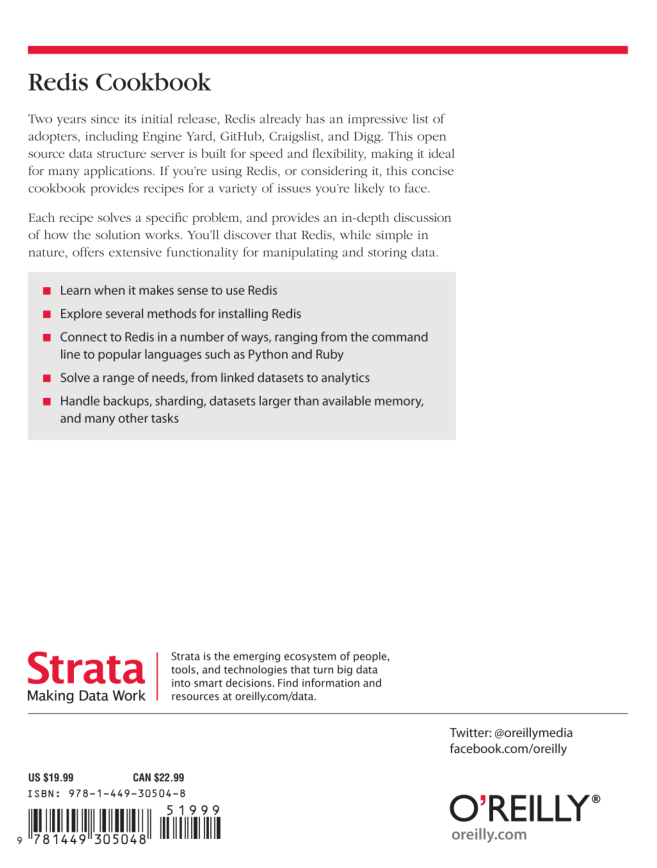 Redis Cookbook
Two years since its initial release, Redis already has an impressive list of
adopters, including Engine Yard, GitHub, Craigslist, and Digg. This open
source data structure server is built for speed and flexibility, making it ideal
for many applications. If you're using Redis, or considering it, this concise
cookbook provides recipes for a variety of issues you're likely to face.
Each recipe solves a specific problem, and provides an in-depth discussion
of how the solution works. You'll discover that Redis, while simple in
nature, offers extensive functionality for manipulating and storing data.
■ Learn when it makes sense to use Redis
■ Explore several methods for installing Redis
■ Connect to Redis in a number of ways, ranging from the command
line to popular languages such as Python and Ruby
■ Solve a range of needs, from linked datasets to analytics
■ Handle backups, sharding, datasets larger than available memory,
and many other tasks
Strata
Making Data Work
Strata is the emerging ecosystem of people,
tools, and technologies that turn big data
into smart decisions. Find information and
resources at oreilly.com/data.
Twitter: @oreillymedia
facebook.com/oreilly
US $19.99 CAN $22.99
ISBN: 978-1-449-30504-8
51999
9 781449 305048
O'REILLY®
oreilly.com